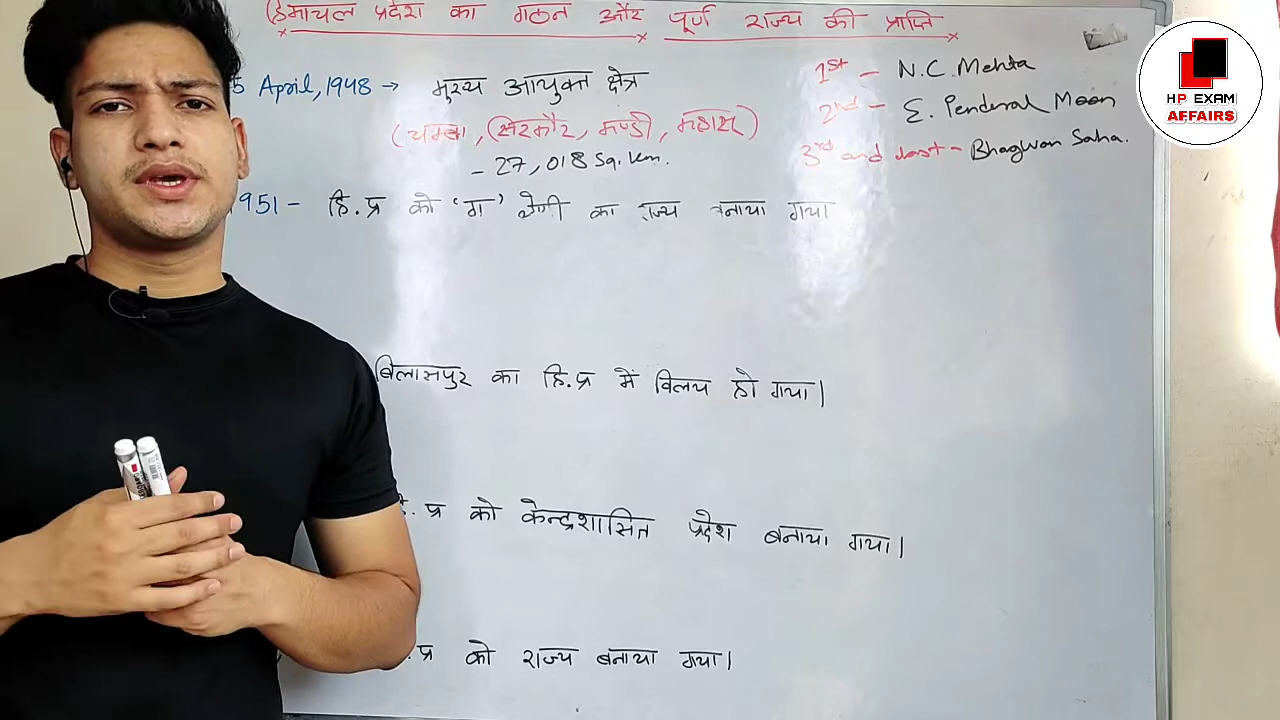 हिमाचल प्रदेश का गठन और पूर्ण राज्य की प्राप्ति
5 April, 1948 → मुख्य आयुक्त क्षेत्र
(चम्बा, सिरमौर, मण्डी, महासू)
- 27,018 Sq. Km.
1st - N.C. Mehta
2nd - E. Penderal Moon
3rd and last - Bhagwan Saha.
1951 - हि.प्र को 'ग' श्रेणी का राज्य बनाया गया
बिलासपुर का हि.प्र में विलय हो गया।
हि.प्र को केन्द्रशासित प्रदेश बनाया गया।
.प्र को राज्य बनाया गया।
HP EXAM
AFFAIRS